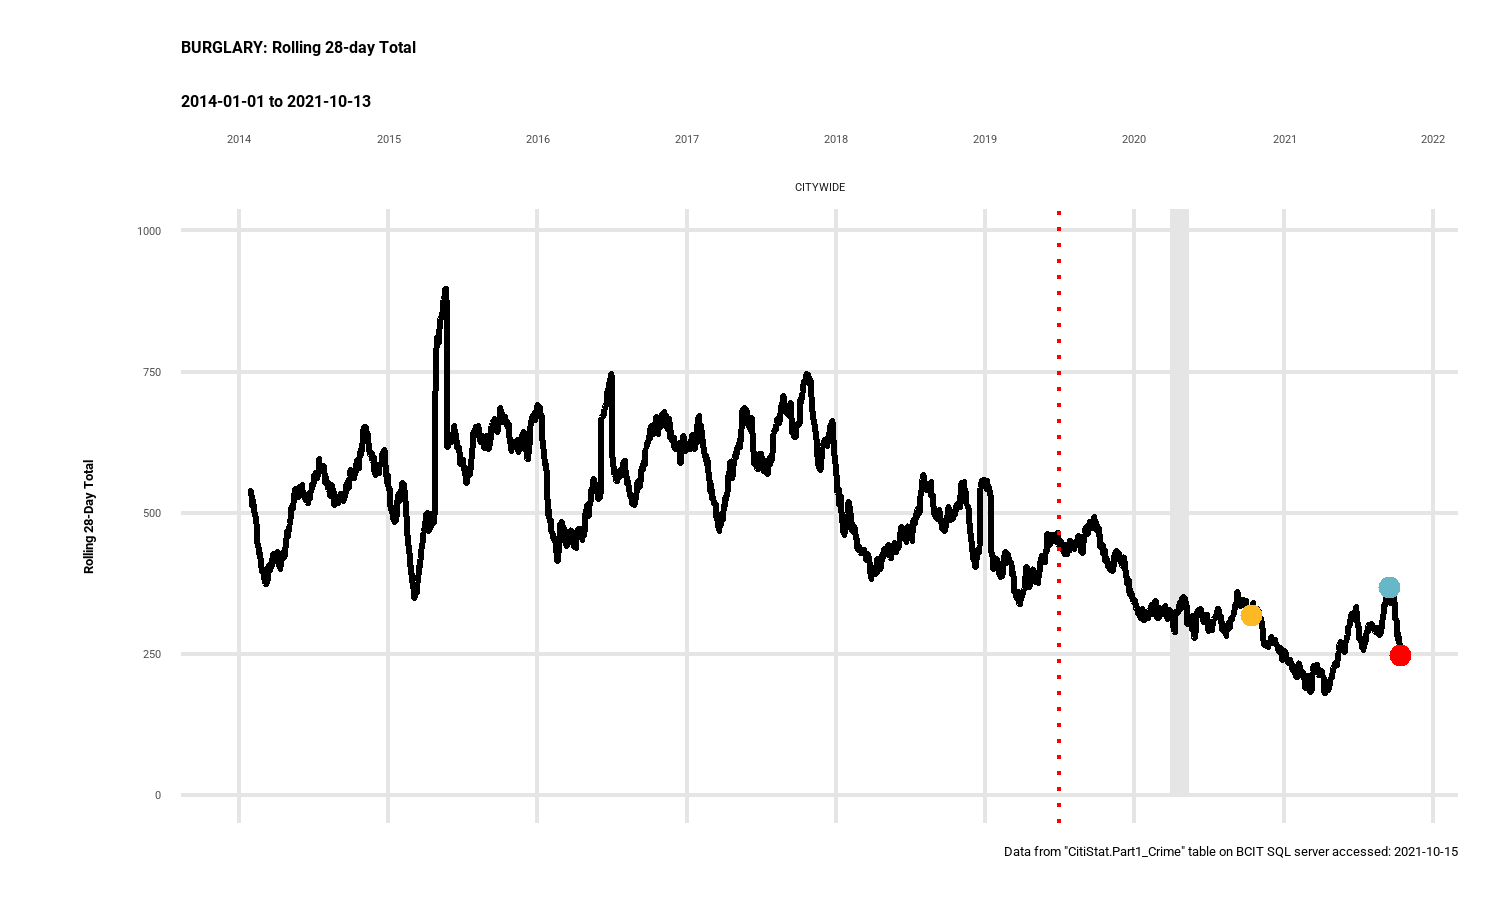 BURGLARY: Rolling 28-day Total
2014-01-01 to 2021-10-13
2014 2015 2016 2017 2018 2019 2020 2021 2022
CITYWIDE
1000
750
500
250
0
Rolling 28-Day Total
Data from "CitiStat.Part1_Crime" table on BCIT SQL server accessed: 2021-10-15